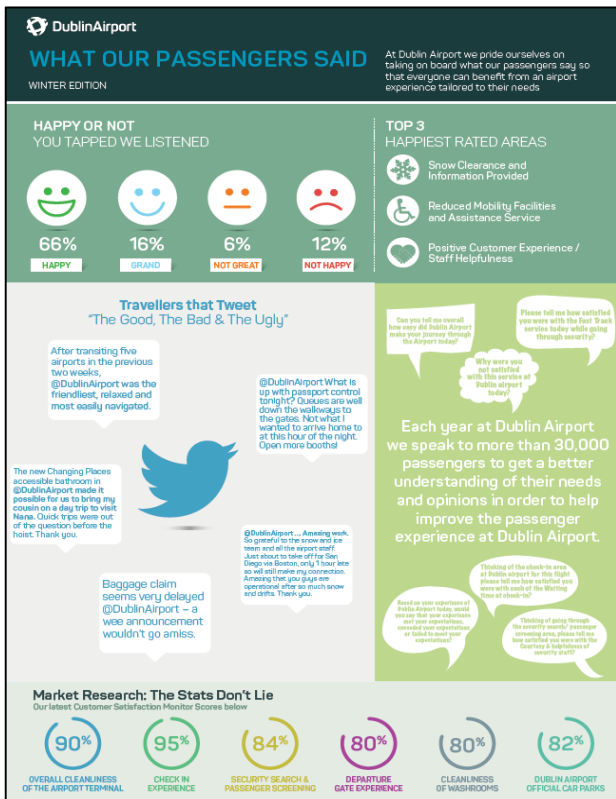 DublinAirport
WHAT OUR PASSENGERS SAID
WINTER EDITION
At Dublin Airport we pride ourselves on
taking on board what our passengers say so
that everyone can benefit from an airport
experience tailored to their needs
HAPPY OR NOT
YOU TAPPED WE LISTENED
66%
HAPPY
16%
GRAND
6%
NOT GREAT
12%
NOT HAPPY
TOP 3
HAPPIEST RATED AREAS
Snow Clearance and
Information Provided
Reduced Mobility Facilities
and Assistance Service
Positive Customer Experience /
Staff Helpfulness
Travellers that Tweet
"The Good, The Bad & The Ugly"
After transiting five
airports in the previous
two weeks,
@DublinAirport was the
friendliest, relaxed and
most easily navigated.
@DublinAirport What is
up with passport control
tonight? Queues are well
down the walkways to
the gates. Not what I
wanted to arrive home to
at this hour of the night.
Open more booths!
The new Changing Places
accessible bathroom in
@DublinAirport made it
possible for us to bring my
cousin on a day trip to visit
Nana. Quick trips were out
of the question before the
hoist. Thank you.
@DublinAirport .... Amazing work.
So grateful to the snow and ice
team and all the airport staff.
Just about to take off for San
Diego via Boston, only 1 hour late
so will still make my connection.
Amazing that you guys are
operational after so much snow
and drifts. Thank you.
Baggage claim
seems very delayed
@DublinAirport – a
wee announcement
wouldn't go amiss.
Can you tell me overall
how easy did Dublin Airport
make your journey through
the Airport today?
Please tell me how satisfied
you were with the Fast Track
service today while going
through security?
Why were you
not satisfied
with this service at
Dublin airport
today?
Each year at Dublin Airport
we speak to more than 30,000
passengers to get a better
understanding of their needs
and opinions in order to help
improve the passenger
experience at Dublin Airport.
Thinking of the check-in area
at Dublin airport for this flight
please tell me how satisfied you
were with each of the Waiting
time at check-in?
Based on your experience of
Dublin Airport today, would
you say that your experience
met your expectations,
exceeded your expectations
or failed to meet your
expectations?
Thinking of going through
the security search/ passenger
screening area, please tell me
how satisfied you were with the
Courtesy & helpfulness of
security staff?
Market Research: The Stats Don't Lie
Our latest Customer Satisfaction Monitor Scores below
90%
OVERALL CLEANLINESS
OF THE AIRPORT TERMINAL
95%
CHECK IN
EXPERIENCE
84%
SECURITY SEARCH &
PASSENGER SCREENING
80%
DEPARTURE
GATE EXPERIENCE
80%
CLEANLINESS
OF WASHROOMS
82%
DUBLIN AIRPORT
OFFICIAL CAR PARKS